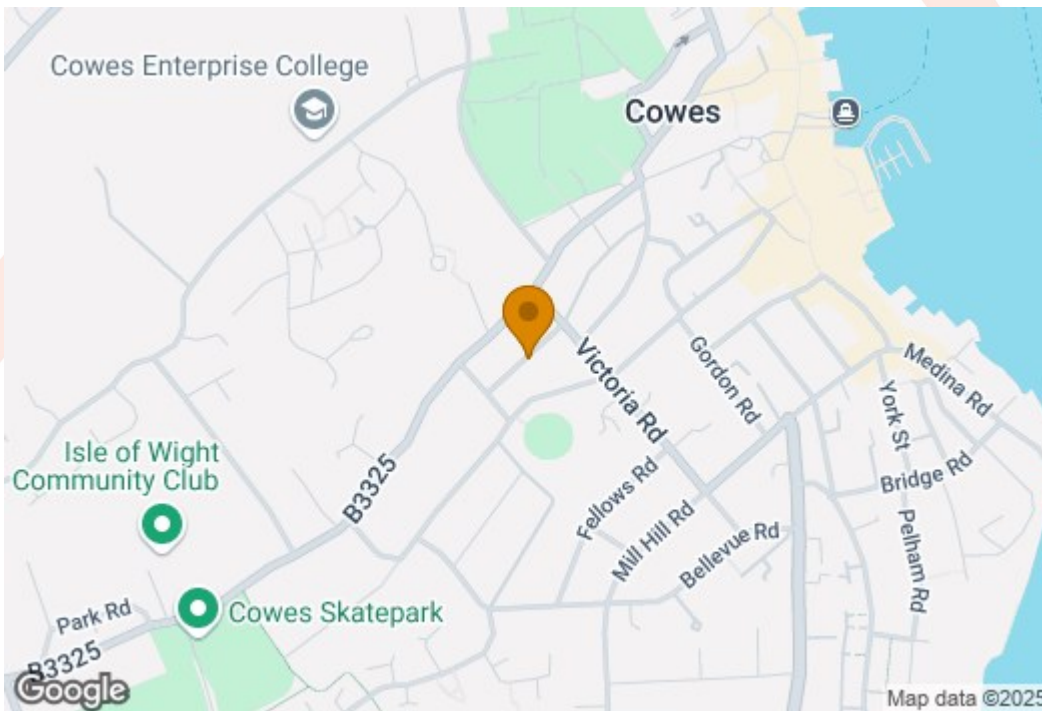 Cowes Enterprise College
Cowes
Victoria Rd
Gordon Rd
Medina Rd
York St
Bridge Rd
Isle of Wight
Community Club
B3325
Fellows Rd
Mill Hill Rd
Bellevue Rd
Pelham Rd
Park Rd
Cowes Skatepark
B3325
Google
Map data ©2025